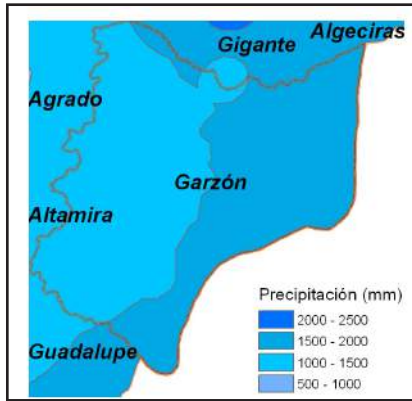 Algeciras
Gigante
Agrado
Garzón
Altamira
Guadalupe
Precipitación (mm)
2000 - 2500
1500 - 2000
1000 - 1500
500 - 1000